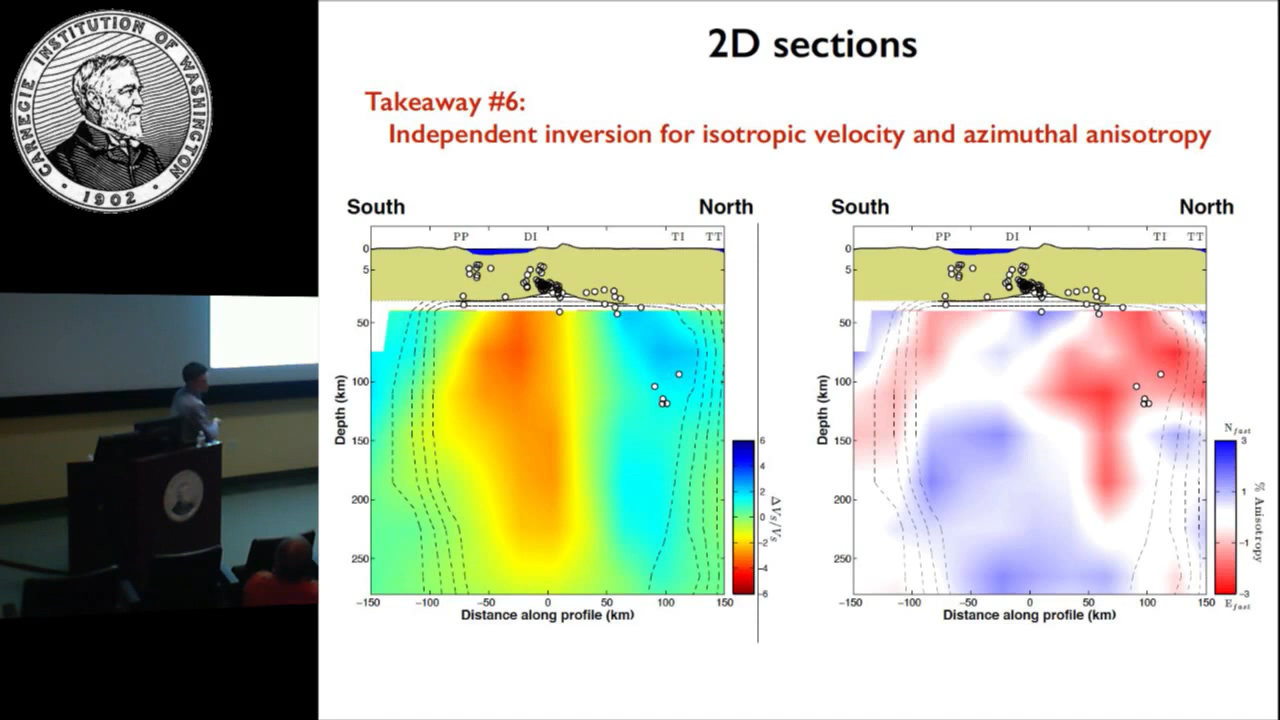 CARNEGIE INSTITUTION OF WASHINGTON
• 1902 •
2D sections
Takeaway #6:
Independent inversion for isotropic velocity and azimuthal anisotropy
South North
PP DI TI TT
0
5
50
100
150
200
250
Depth (km)
−150 −100 −50 0 50 100 150
Distance along profile (km)
6
4
2
0
−2
−4
−6
ΔVS/VS
South North
PP DI TI TT
0
5
50
100
150
200
250
Depth (km)
−150 −100 −50 0 50 100 150
Distance along profile (km)
Nfast
3
1
−1
−3
Efast
% Anisotropy